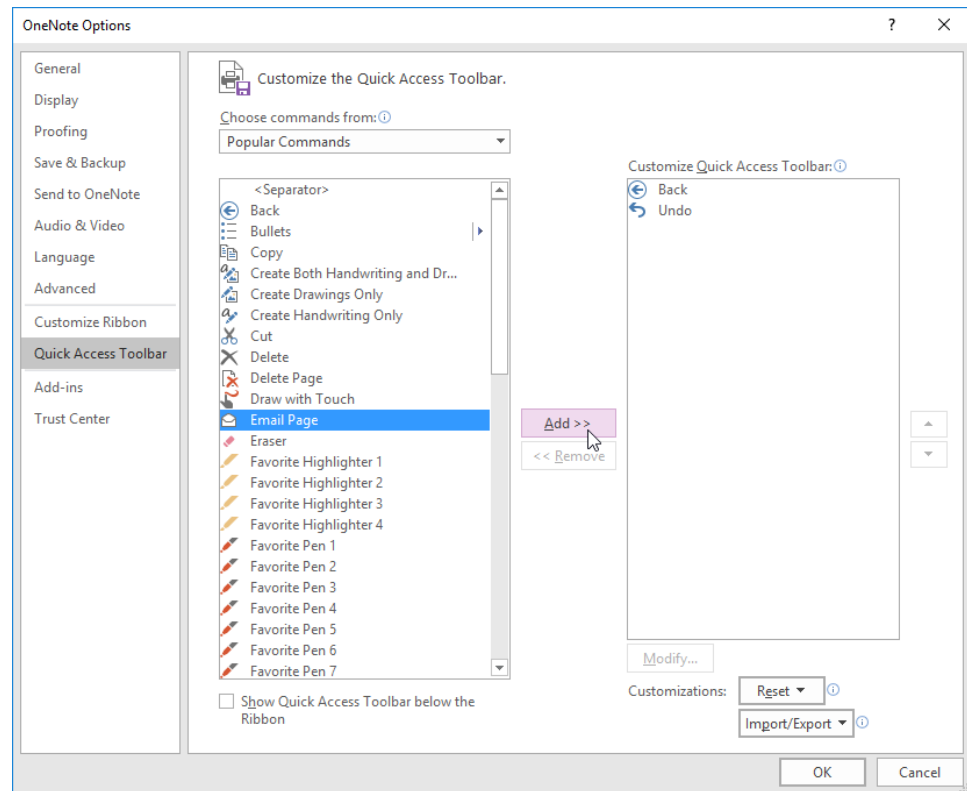 OneNote Options
?
General
Display
Proofing
Save & Backup
Send to OneNote
Audio & Video
Language
Advanced
Customize Ribbon
Quick Access Toolbar
Add-ins
Trust Center
Customize the Quick Access Toolbar.
Choose commands from:
Popular Commands
<Separator>
Back
Bullets
Copy
Create Both Handwriting and Dr...
Create Drawings Only
Create Handwriting Only
Cut
Delete
Delete Page
Draw with Touch
Email Page
Eraser
Favorite Highlighter 1
Favorite Highlighter 2
Favorite Highlighter 3
Favorite Highlighter 4
Favorite Pen 1
Favorite Pen 2
Favorite Pen 3
Favorite Pen 4
Favorite Pen 5
Favorite Pen 6
Favorite Pen 7
Show Quick Access Toolbar below the
Ribbon
Add >>
<< Remove
Customize Quick Access Toolbar:
Back
Undo
Modify...
Customizations:
Reset
Import/Export
OK
Cancel